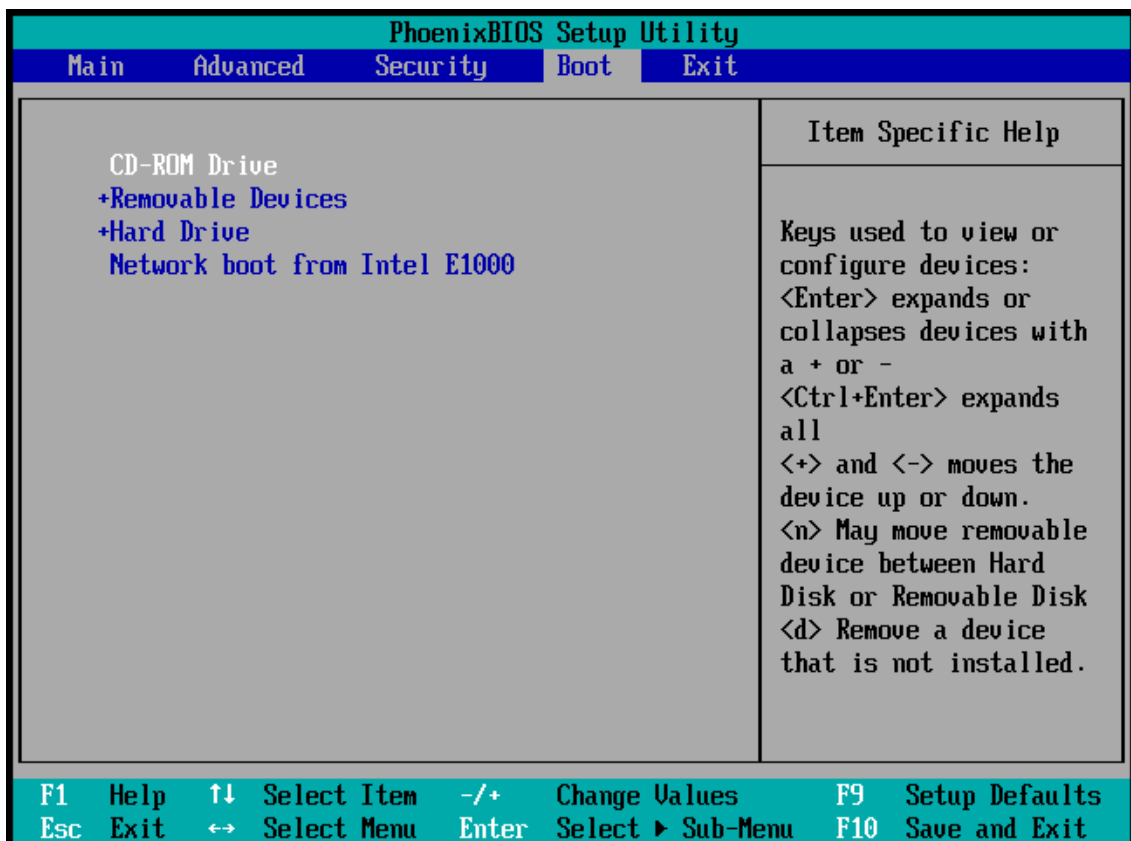 PhoenixBIOS Setup Utility
Main Advanced Security Boot Exit
CD-ROM Drive
+Removable Devices
+Hard Drive
Network boot from Intel E1000
Item Specific Help
Keys used to view or
configure devices:
<Enter> expands or
collapses devices with
a + or -
<Ctrl+Enter> expands
all
<+> and <-> moves the
device up or down.
<n> May move removable
device between Hard
Disk or Removable Disk
<d> Remove a device
that is not installed.
F1 Help ↑↓ Select Item -/+ Change Values F9 Setup Defaults
Esc Exit ↔ Select Menu Enter Select ▶ Sub-Menu F10 Save and Exit